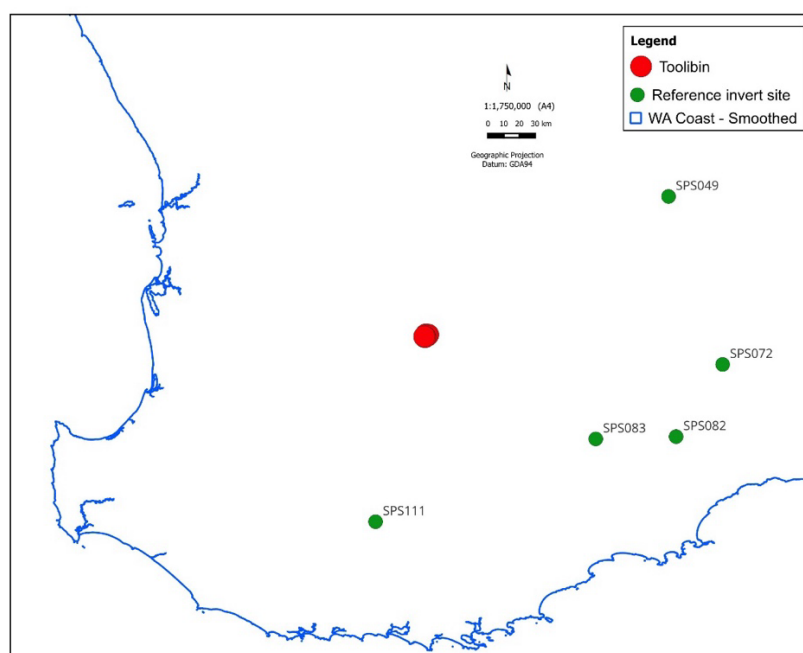 Legend
Toolibin
Reference invert site
WA Coast - Smoothed
N
1:1,750,000 (A4)
0 10 20 30 km
Geographic Projection
Datum: GDA94
SPS049
SPS072
SPS083
SPS082
SPS111